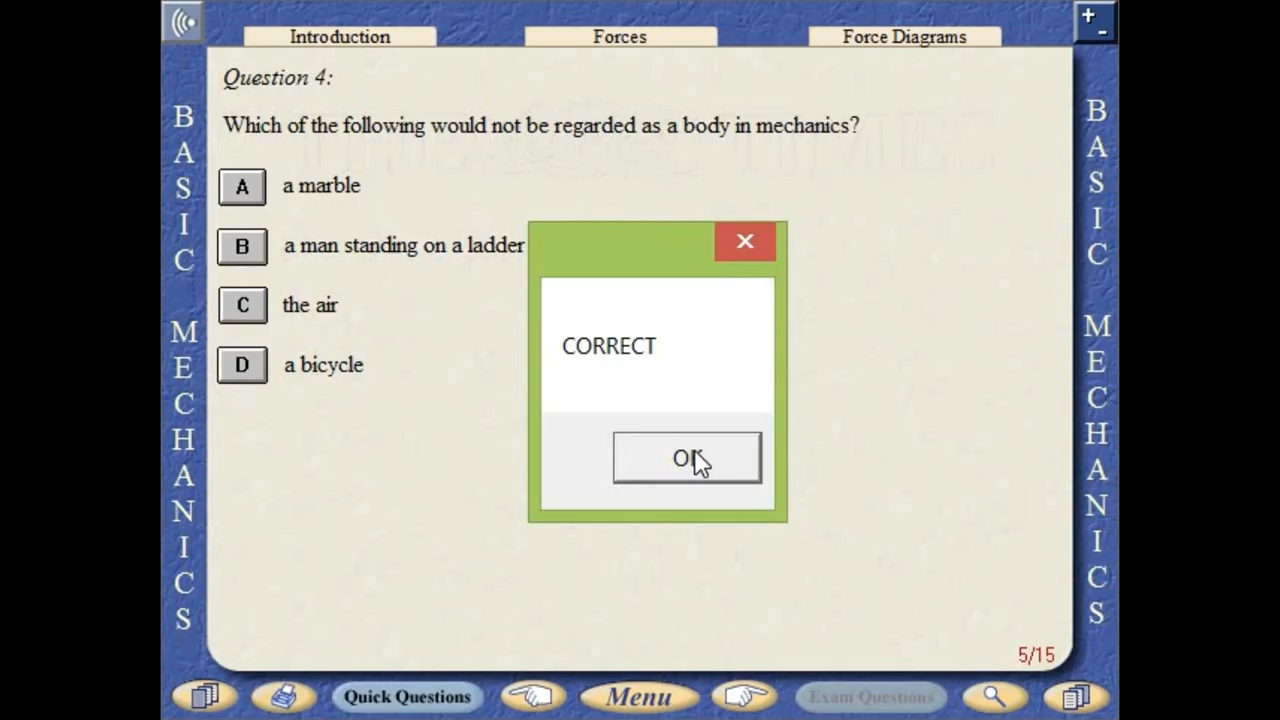 Introduction
Forces
Force Diagrams
+
-
Question 4:
Which of the following would not be regarded as a body in mechanics?
A a marble
B a man standing on a ladder
C the air
D a bicycle
CORRECT
OK
BASIC MECHANICS
BASIC MECHANICS
5/15
Quick Questions
Menu
Exam Questions